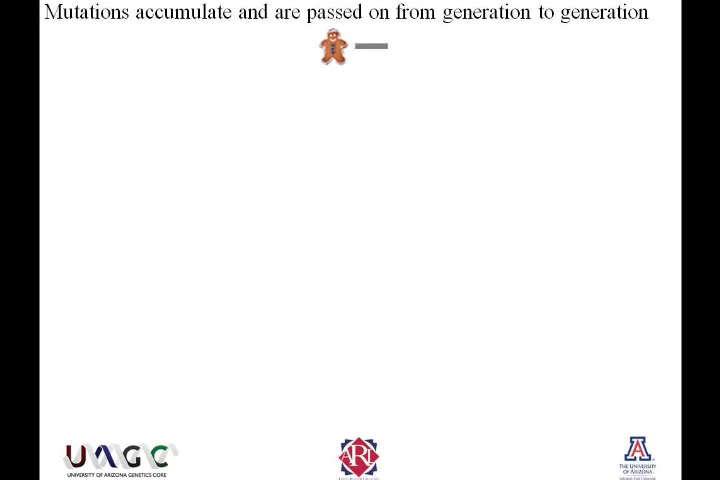 Mutations accumulate and are passed on from generation to generation
UAGC
UNIVERSITY OF ARIZONA GENETICS CORE
ARL
A
THE UNIVERSITY
OF ARIZONA.